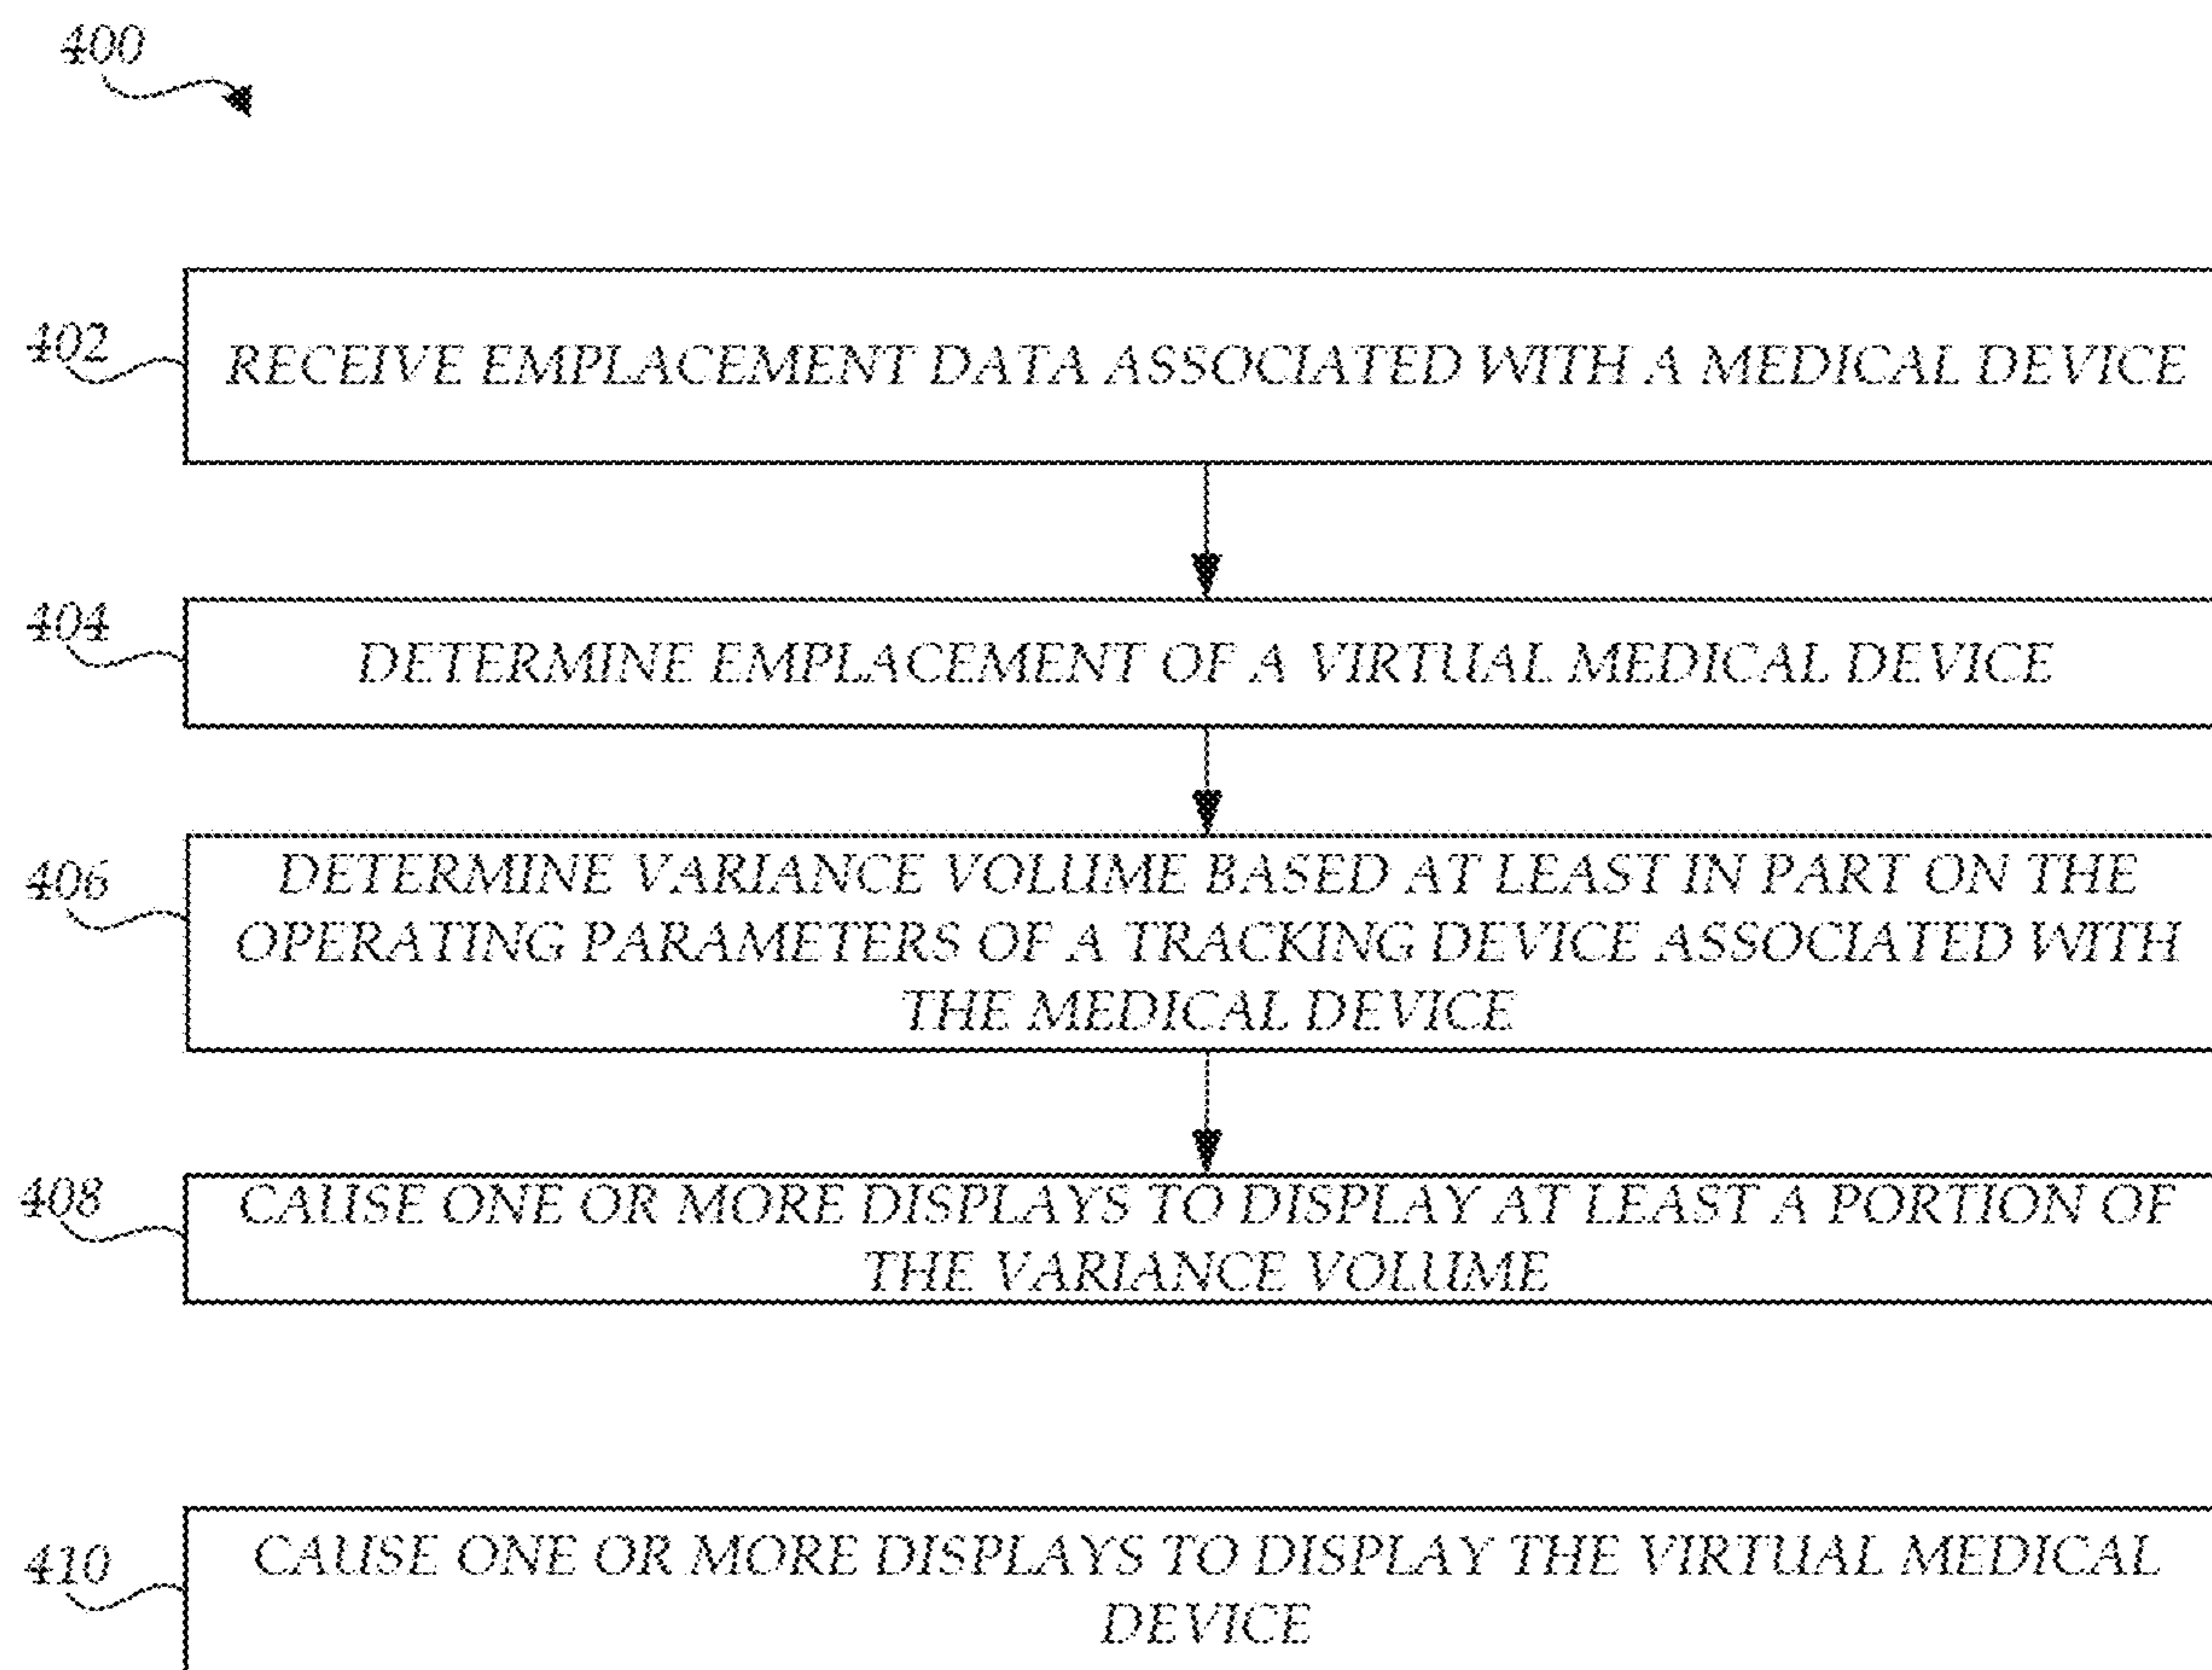 400
402
RECEIVE EMPLACEMENT DATA ASSOCIATED WITH A MEDICAL DEVICE
404
DETERMINE EMPLACEMENT OF A VIRTUAL MEDICAL DEVICE
406
DETERMINE VARIANCE VOLUME BASED AT LEAST IN PART ON THE
OPERATING PARAMETERS OF A TRACKING DEVICE ASSOCIATED WITH
THE MEDICAL DEVICE
408
CAUSE ONE OR MORE DISPLAYS TO DISPLAY AT LEAST A PORTION OF
THE VARIANCE VOLUME
410
CAUSE ONE OR MORE DISPLAYS TO DISPLAY THE VIRTUAL MEDICAL
DEVICE